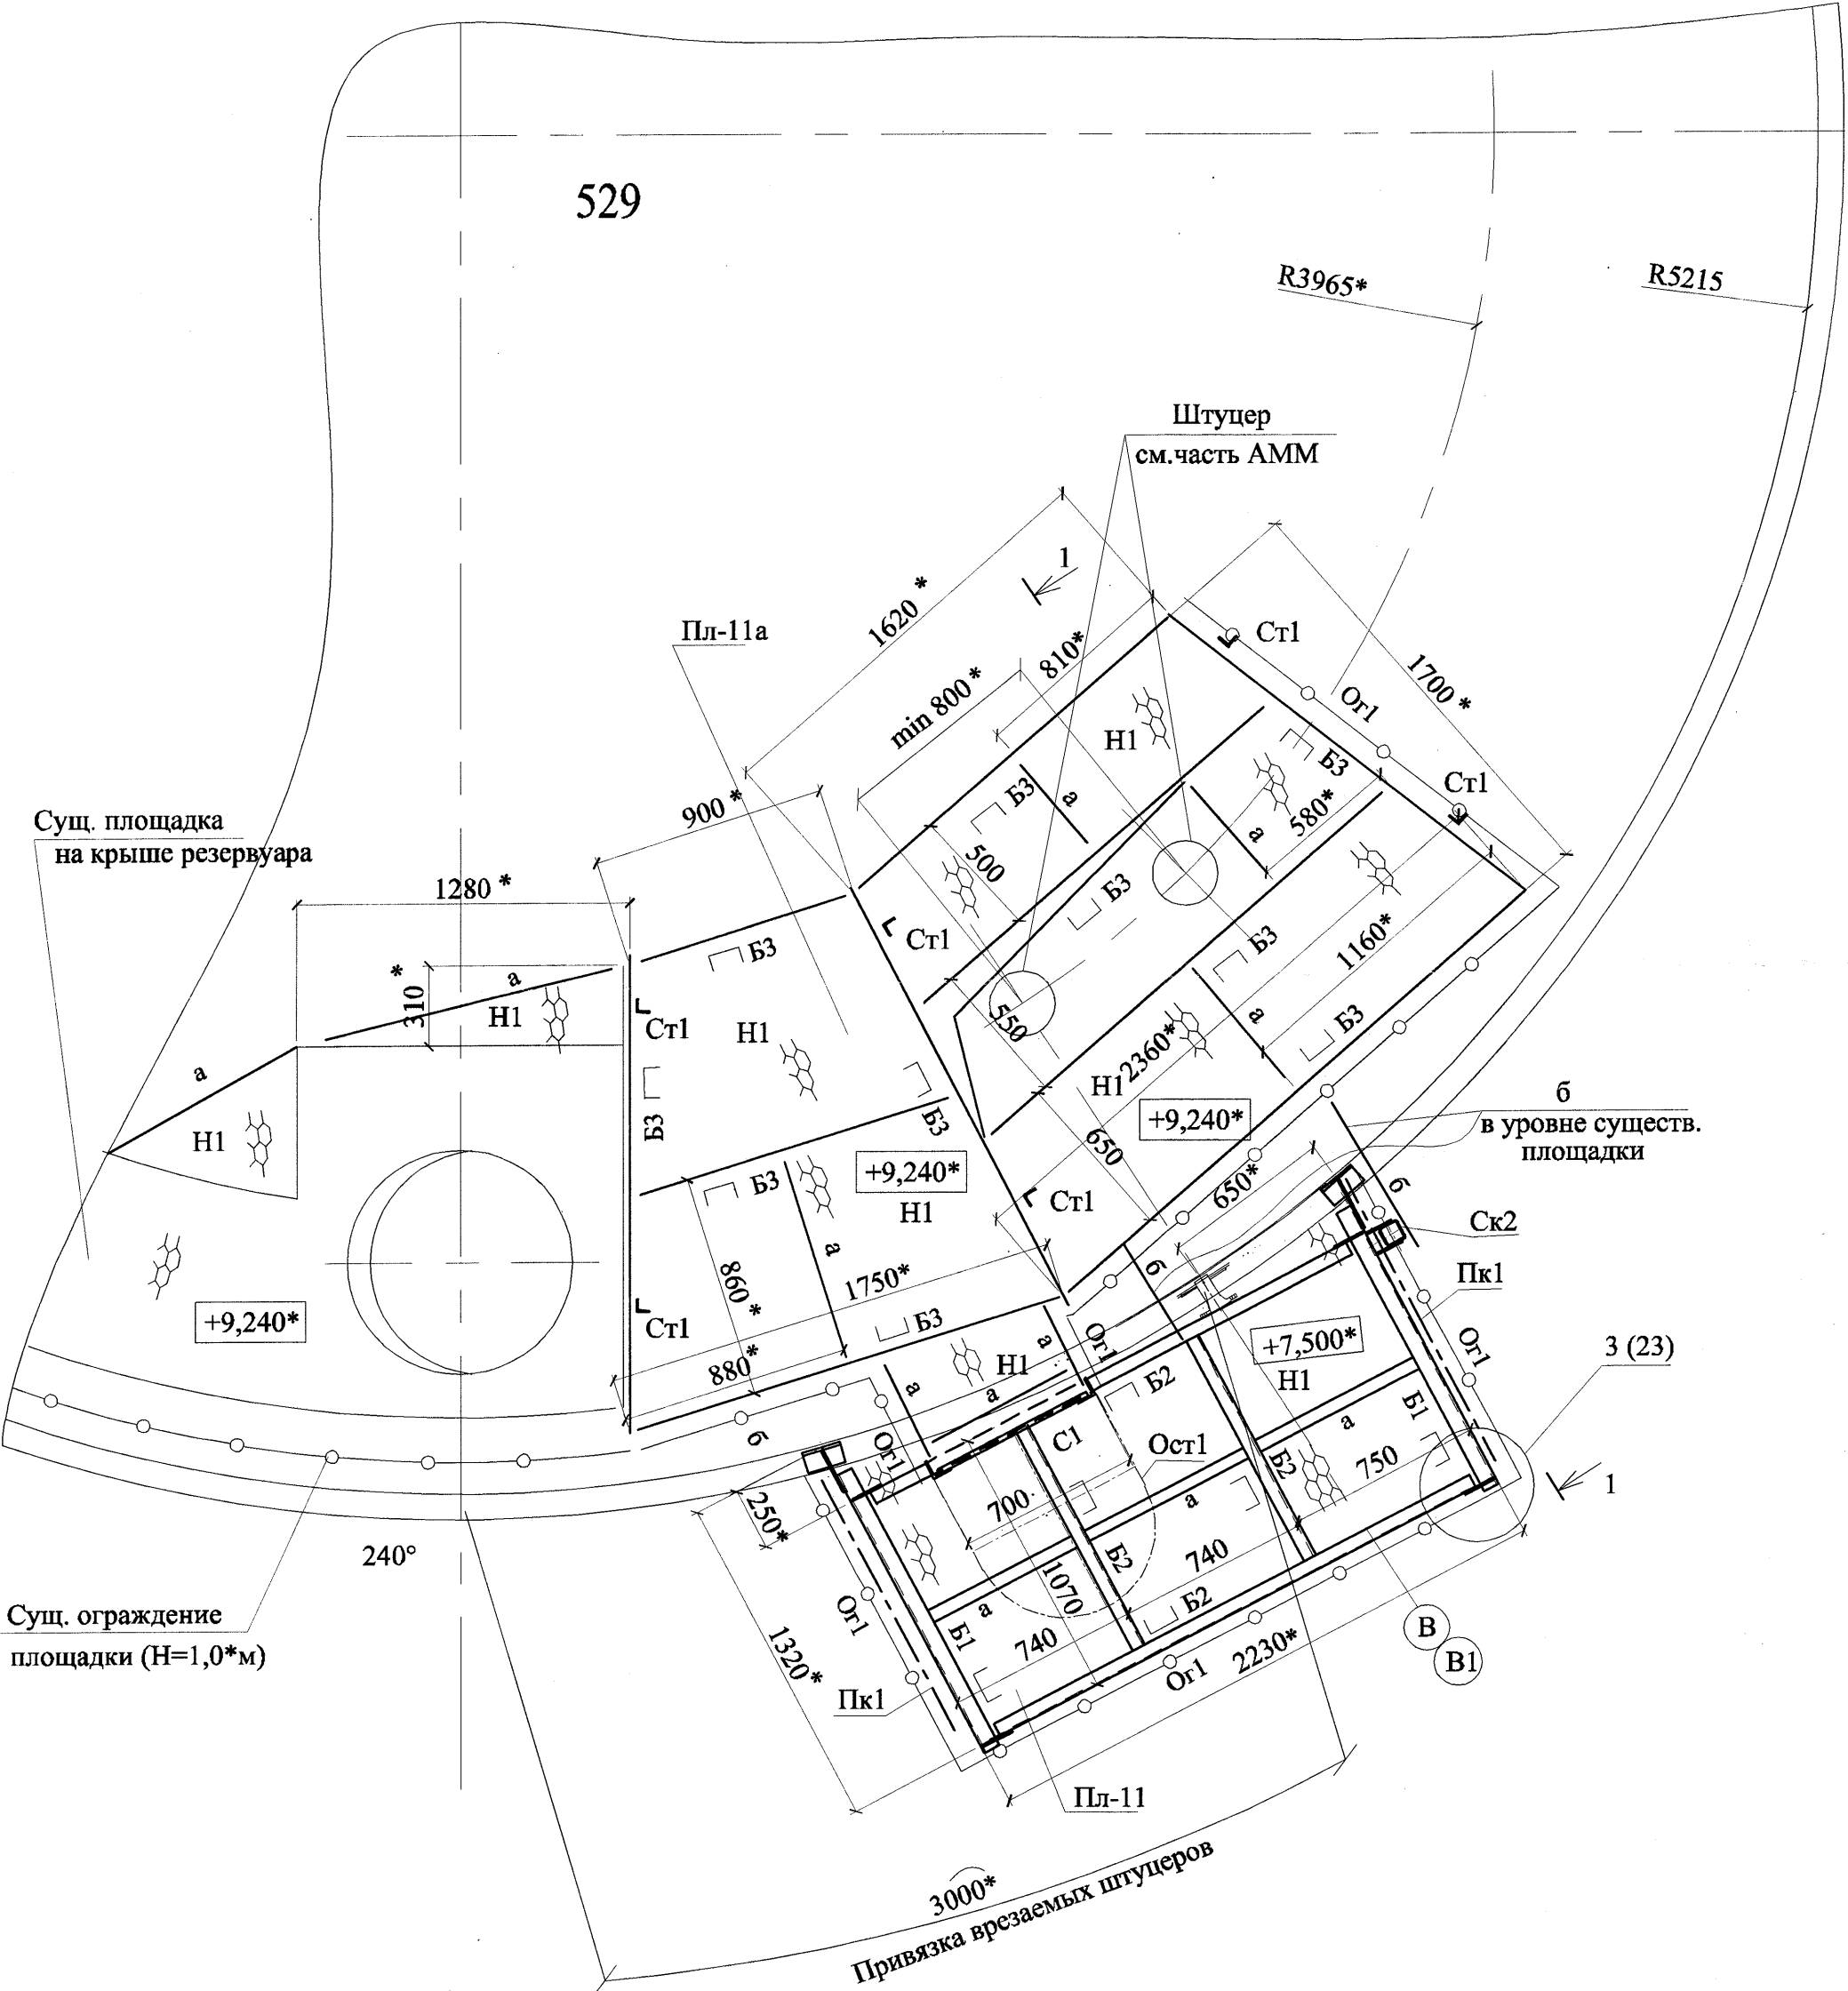 529
R3965*
R5215
Штуцер
см.часть АММ
1
1620 *
Пл-11а
810*
Ст1
1700 *
min 800*
Ог1
Н1
Б3
Ст1
900 *
Б3
а
580*
а
Сущ. площадка
на крыше резервуара
500
1280 *
Б3
Ст1
Б3
1160*
Б3
310 *
а
Н1
Ст1
Н1
550
а
Б3
2360*
Н1
а
Н1
Б3
Б3
+9,240*
б
в уровне существ.
площадки
650
650*
+9,240*
Н1
Б3
а
Ст1
б
Ск2
860 *
1750*
б
Пк1
+9,240*
Ст1
Б3
880*
а
Н1
Ог1
+7,500*
Н1
Ог1
3 (23)
а
а
Б2
Б1
а
б
Ог1
С1
Ост1
Б2
750
1
250*
700
а
240°
740
Б2
1070
Ог1
а
Б2
Сущ. ограждение
площадки (Н=1,0*м)
Б1
740
В
В1
1320*
2230*
Ог1
Пк1
Пл-11
3000*
Привязка врезаемых штуцеров